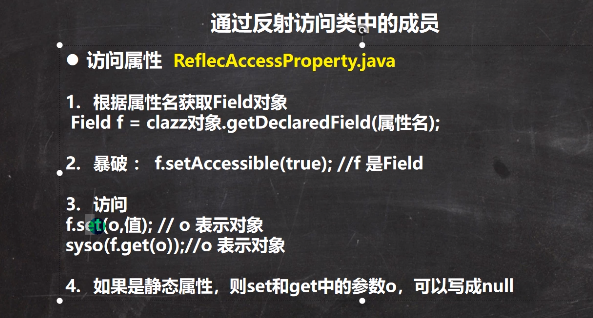 通过反射访问类中的成员
● 访问属性 ReflecAccessProperty.java
1. 根据属性名获取Field对象
Field f = clazz对象.getDeclaredField(属性名);
2. 暴破 : f.setAccessible(true); //f 是Field
3. 访问
f.set(o,值); // o 表示对象
syso(f.get(o));//o 表示对象
4. 如果是静态属性，则set和get中的参数o，可以写成null